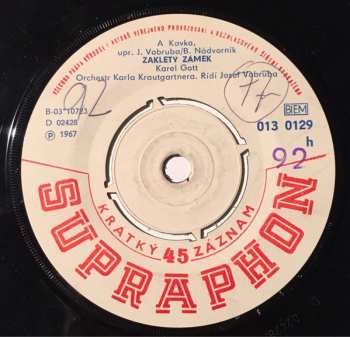 A Kavka,
upr. J. Vobruba/B. Nádvorník
ZAKLETÝ ZÁMEK
Karel Gott
Orchestr Karla Krautgartnera. Řídí Josef Vobruba
B-03*10723
D 02428
℗ 1967
92
77
BIEM
013 0129
h
92
KRATKÝ 45 ZÁZNAM
SUPRAPHON